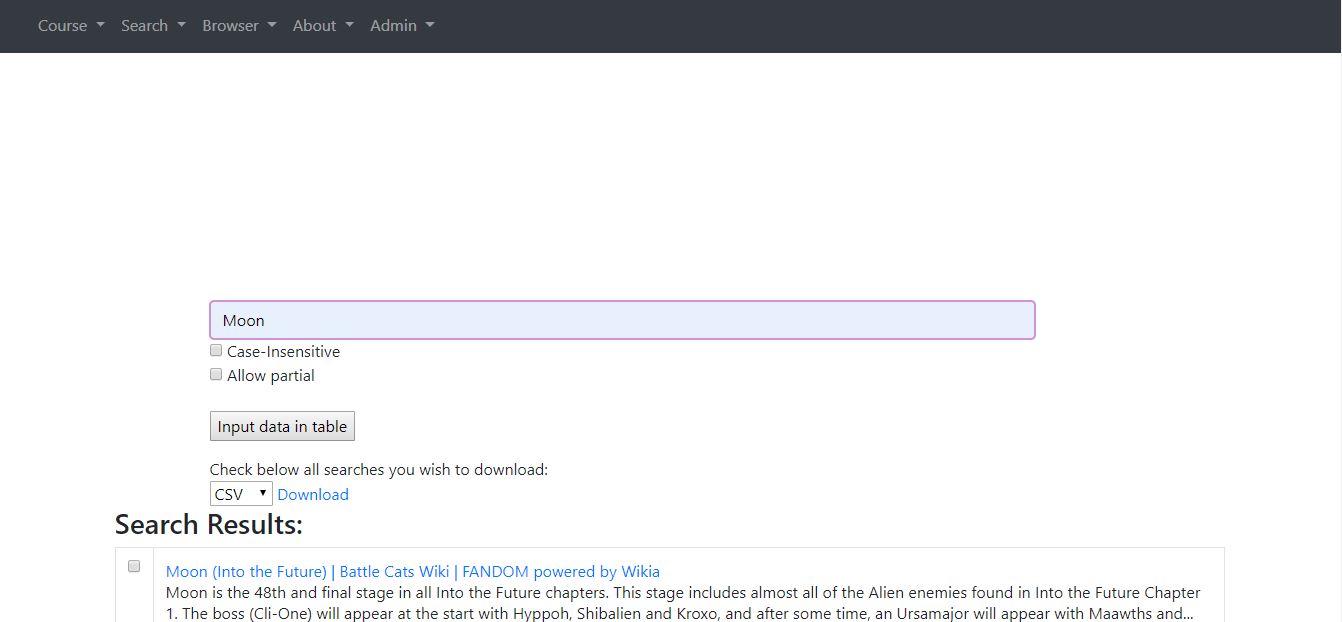 Course Search Browser About Admin
Moon
Case-Insensitive
Allow partial
Input data in table
Check below all searches you wish to download:
CSV Download
Search Results:
Moon (Into the Future) | Battle Cats Wiki | FANDOM powered by Wikia
Moon is the 48th and final stage in all Into the Future chapters. This stage includes almost all of the Alien enemies found in Into the Future Chapter
1. The boss (Cli-One) will appear at the start with Hyppoh, Shibalien and Kroxo, and after some time, an Ursamajor will appear with Maawths and...